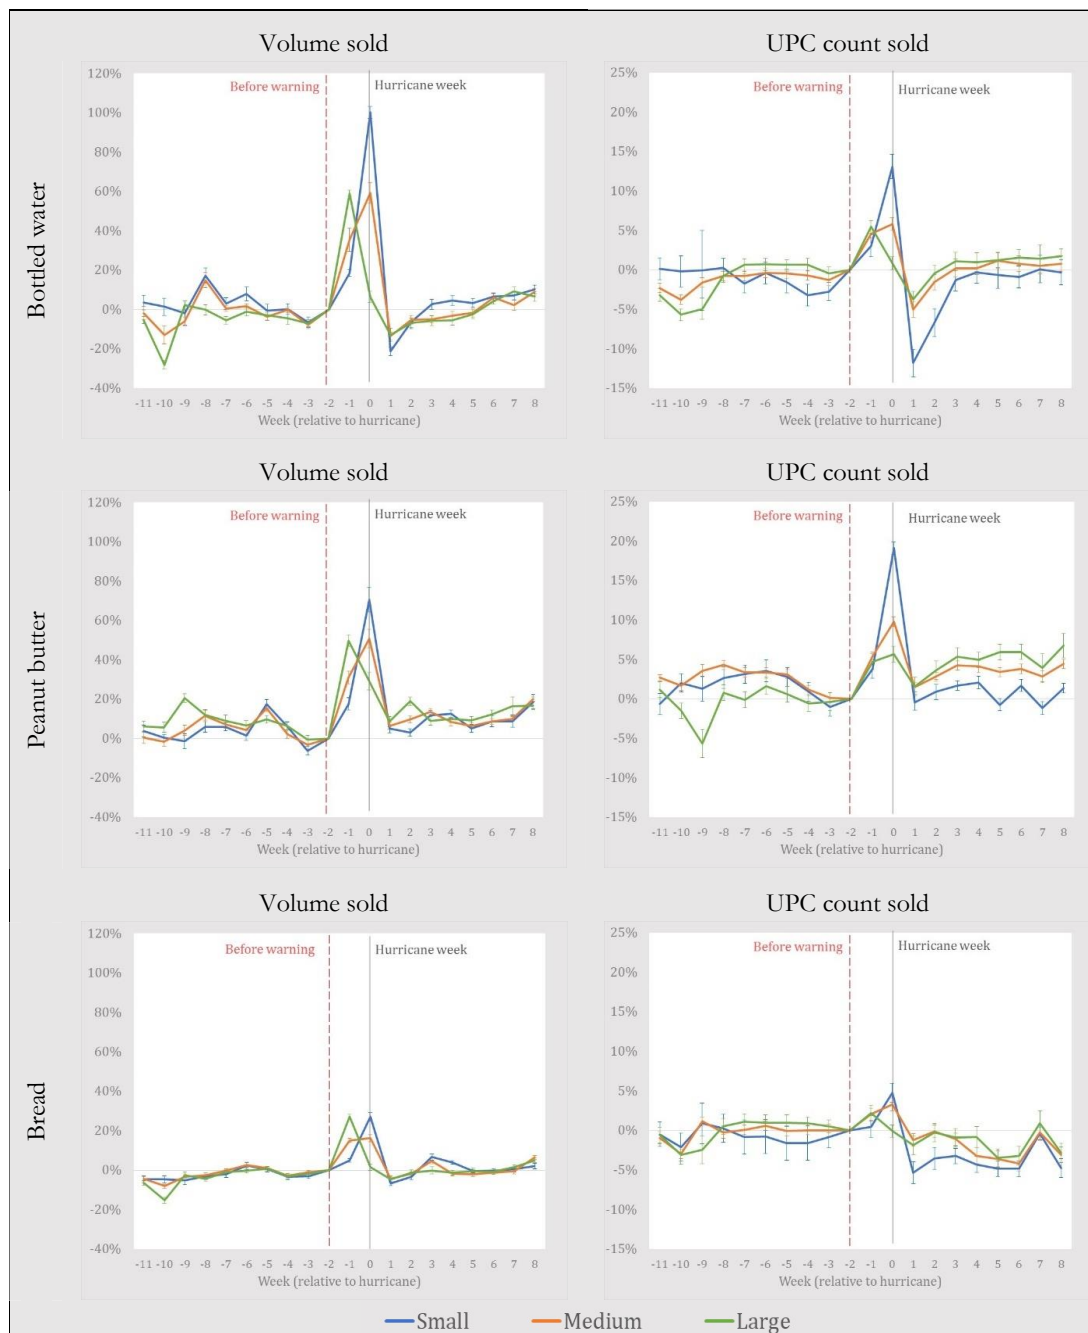 Volume sold
UPC count sold
Bottled water
120%
100%
80%
60%
40%
20%
0%
-20%
-40%
Before warning
Hurricane week
-11 -10 -9 -8 -7 -6 -5 -4 -3 -2 -1 0 1 2 3 4 5 6 7 8
Week (relative to hurricane)
25%
20%
15%
10%
5%
0%
-5%
-10%
-15%
Before warning
Hurricane week
-11 -10 -9 -8 -7 -6 -5 -4 -3 -2 -1 0 1 2 3 4 5 6 7 8
Week (relative to hurricane)
Volume sold
UPC count sold
Peanut butter
120%
100%
80%
60%
40%
20%
0%
-20%
-40%
Before warning
Hurricane week
-11 -10 -9 -8 -7 -6 -5 -4 -3 -2 -1 0 1 2 3 4 5 6 7 8
Week (relative to hurricane)
25%
20%
15%
10%
5%
0%
-5%
-10%
-15%
Before warning
Hurricane week
-11 -10 -9 -8 -7 -6 -5 -4 -3 -2 -1 0 1 2 3 4 5 6 7 8
Week (relative to hurricane)
Volume sold
UPC count sold
Bread
120%
100%
80%
60%
40%
20%
0%
-20%
-40%
Before warning
Hurricane week
-11 -10 -9 -8 -7 -6 -5 -4 -3 -2 -1 0 1 2 3 4 5 6 7 8
Week (relative to hurricane)
25%
20%
15%
10%
5%
0%
-5%
-10%
-15%
Before warning
Hurricane week
-11 -10 -9 -8 -7 -6 -5 -4 -3 -2 -1 0 1 2 3 4 5 6 7 8
Week (relative to hurricane)
Small Medium Large